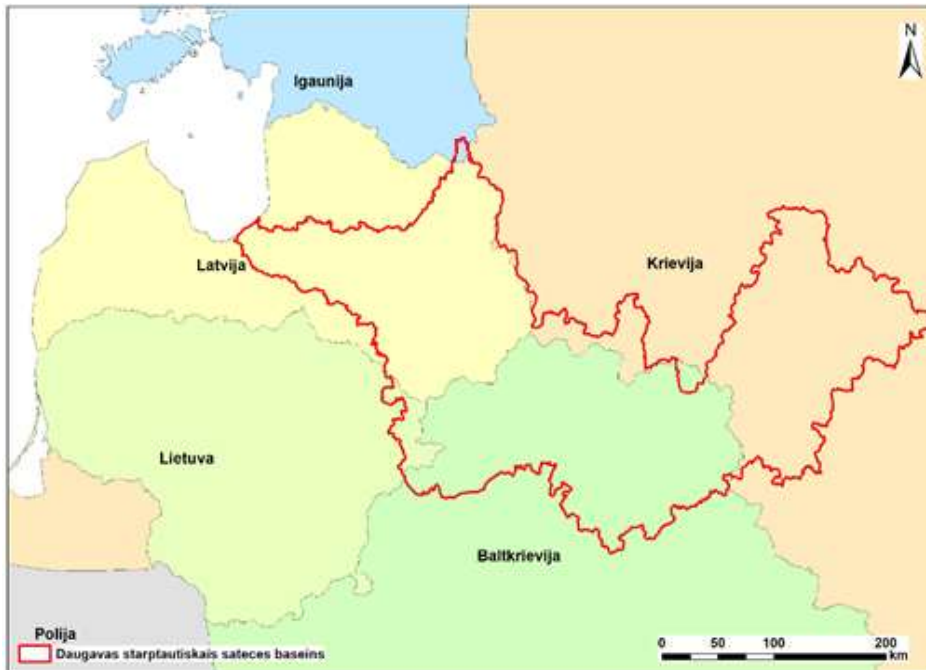 N
Igaunija
Krievija
Latvija
Lietuva
Baltkrievija
Polija
Daugavas starptautiskais sateces baseins
0 50 100 200
km